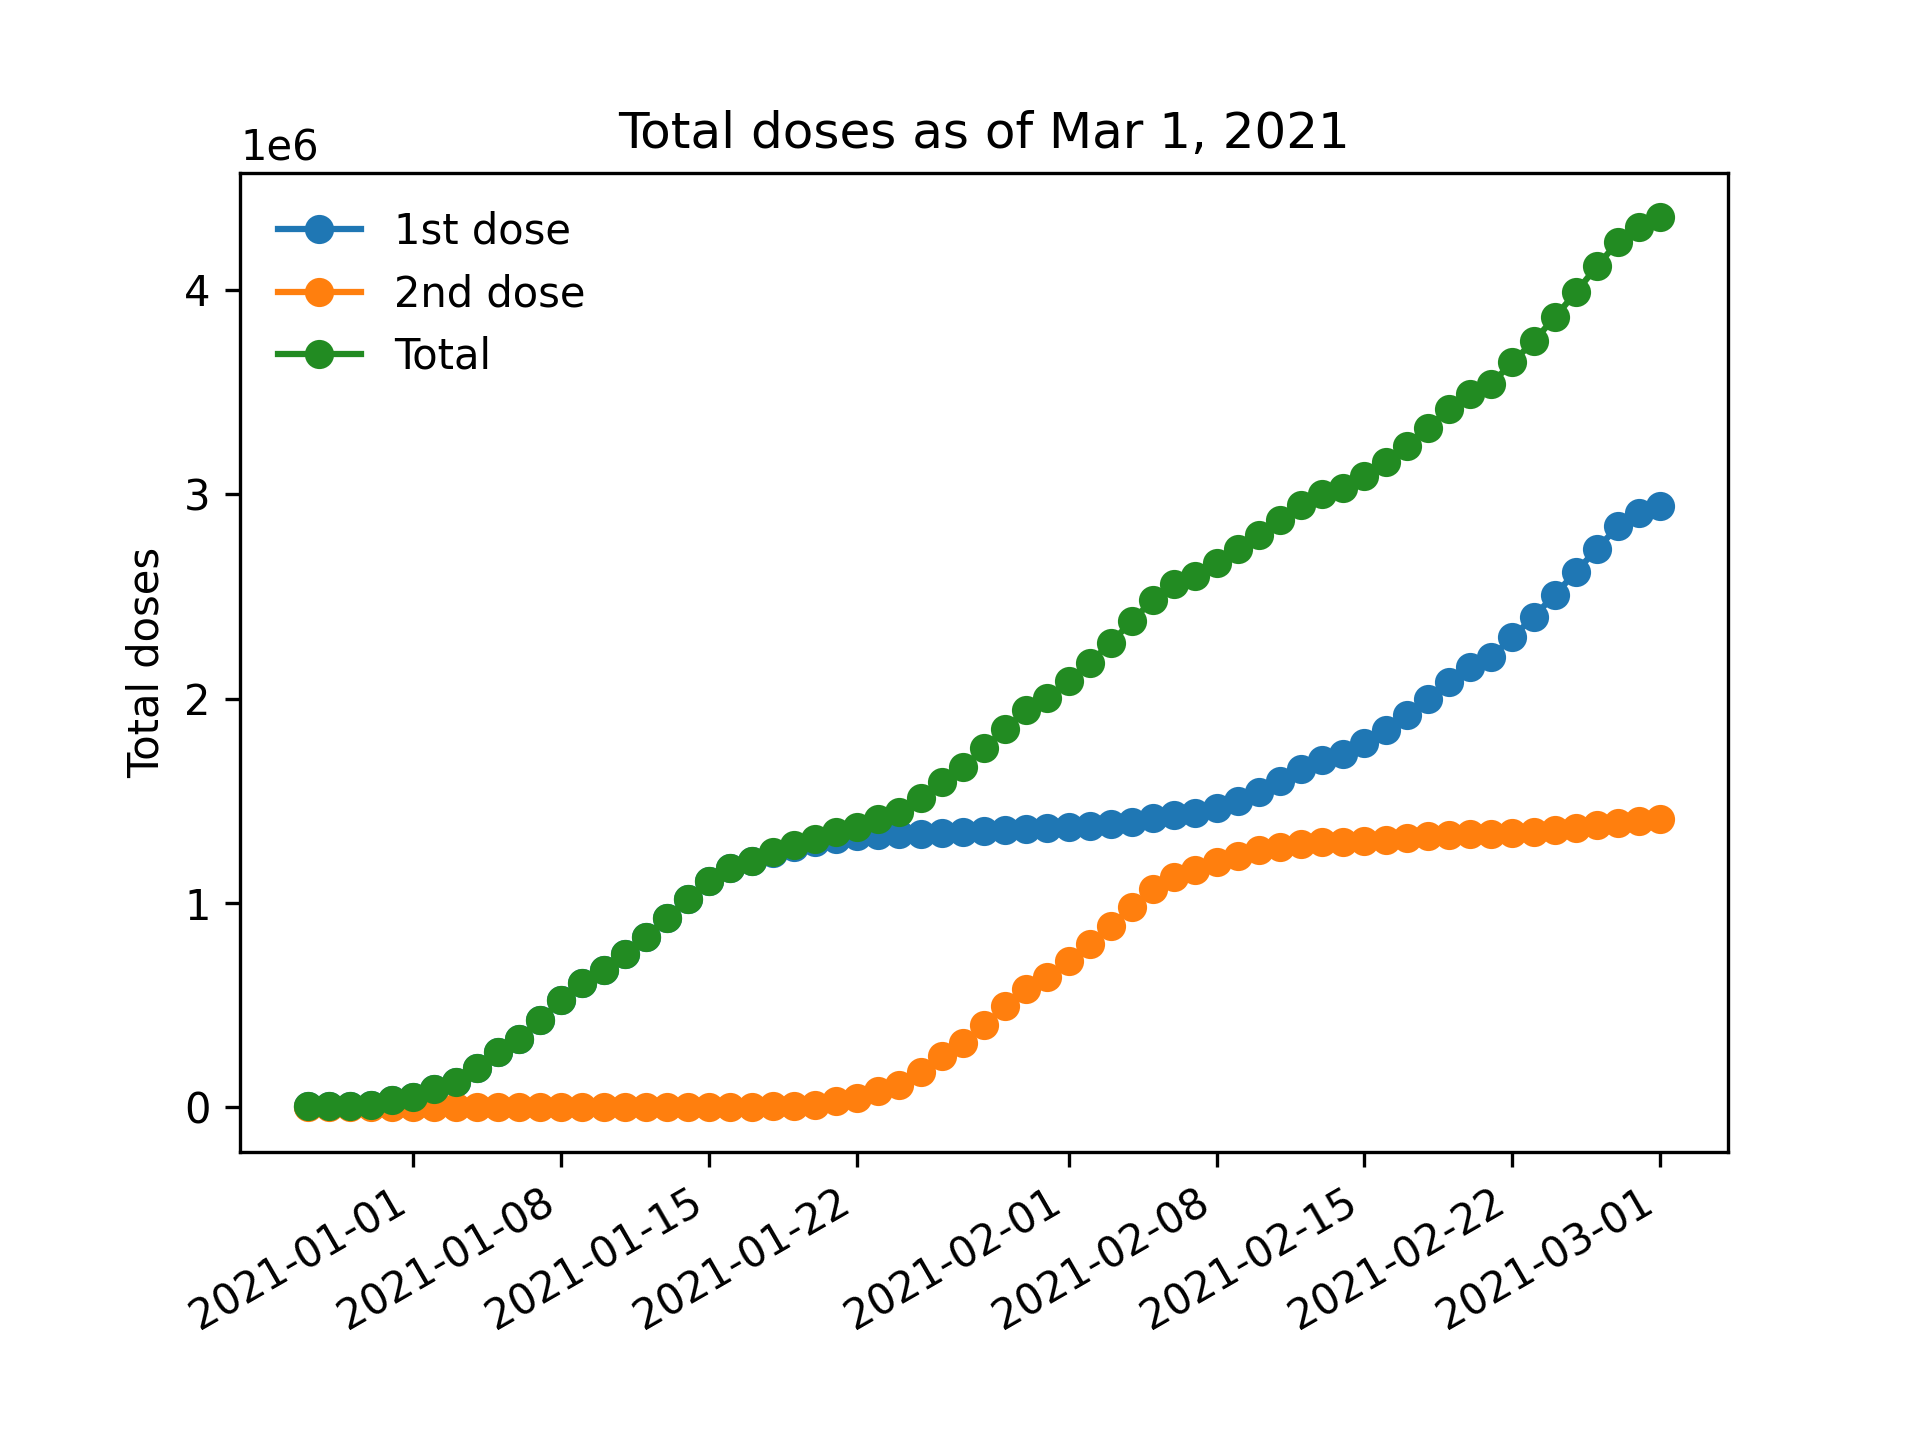 Total doses as of Mar 1, 2021
1e6
1st dose
2nd dose
Total
4
3
2
1
0
Total doses
2021-01-01
2021-01-08
2021-01-15
2021-01-22
2021-02-01
2021-02-08
2021-02-15
2021-02-22
2021-03-01